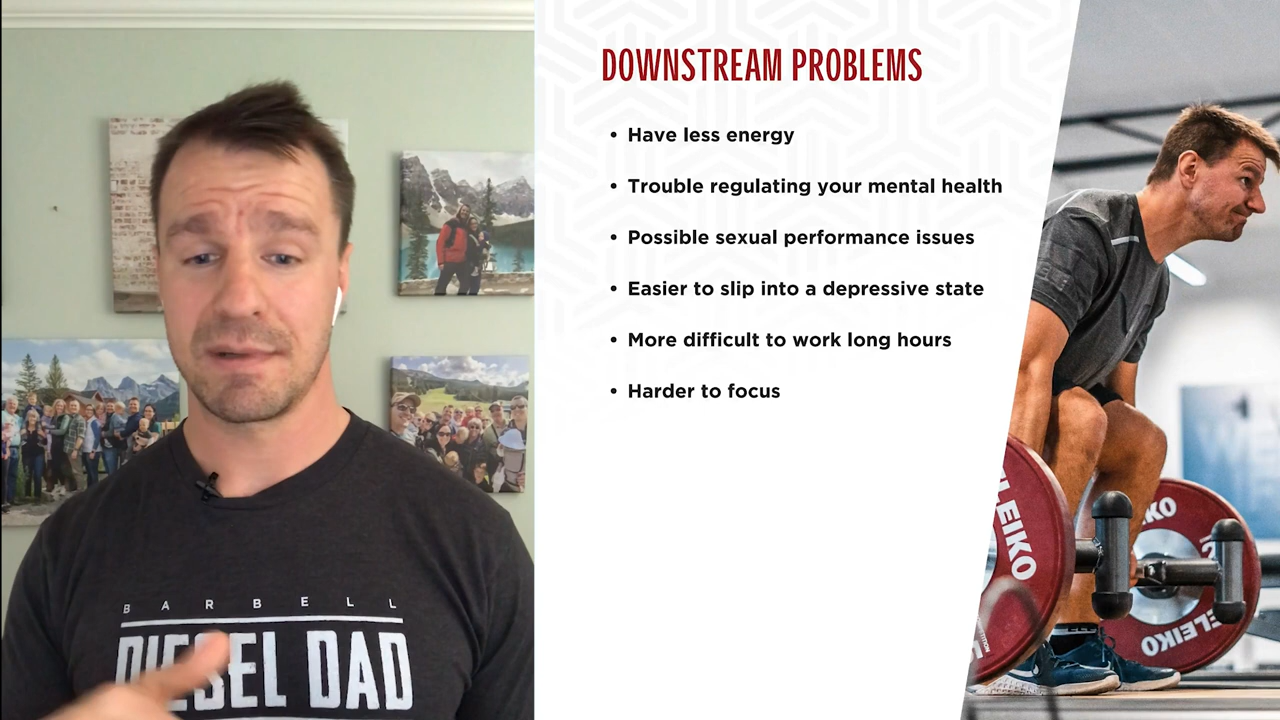 DOWNSTREAM PROBLEMS
• Have less energy
• Trouble regulating your mental health
• Possible sexual performance issues
• Easier to slip into a depressive state
• More difficult to work long hours
• Harder to focus
BARBELL
DIESEL DAD
ELEIKO
ELEIKO